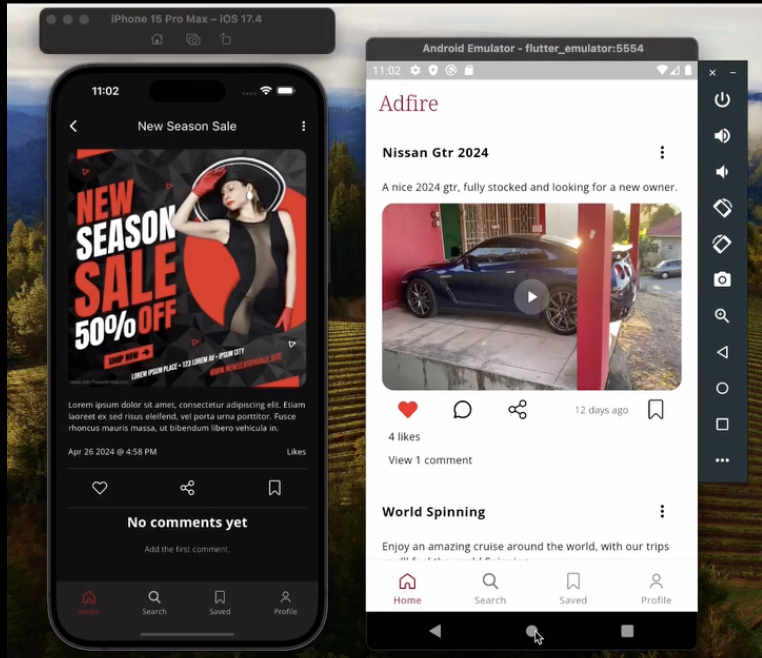 iPhone 15 Pro Max – iOS 17.4
11:02
New Season Sale
NEW
SEASON
SALE
50% OFF
SHOP NOW
LOREM IPSUM PLACE • 123 LOREM AV • IPSUM CITY
WWW.NEWSEASONSALE.SITE
Lorem ipsum dolor sit amet, consectetur adipiscing elit. Etiam
laoreet ex sed risus eleifend, vel porta urna porttitor. Fusce
rhoncus mauris massa, ut bibendum libero vehicula in.
Apr 26 2024 @ 4:58 PM
Likes
No comments yet
Add the first comment.
Home
Search
Saved
Profile
Android Emulator - flutter_emulator:5554
11:02
Adfire
Nissan Gtr 2024
A nice 2024 gtr, fully stocked and looking for a new owner.
12 days ago
4 likes
View 1 comment
World Spinning
Enjoy an amazing cruise around the world, with our trips
Home
Search
Saved
Profile